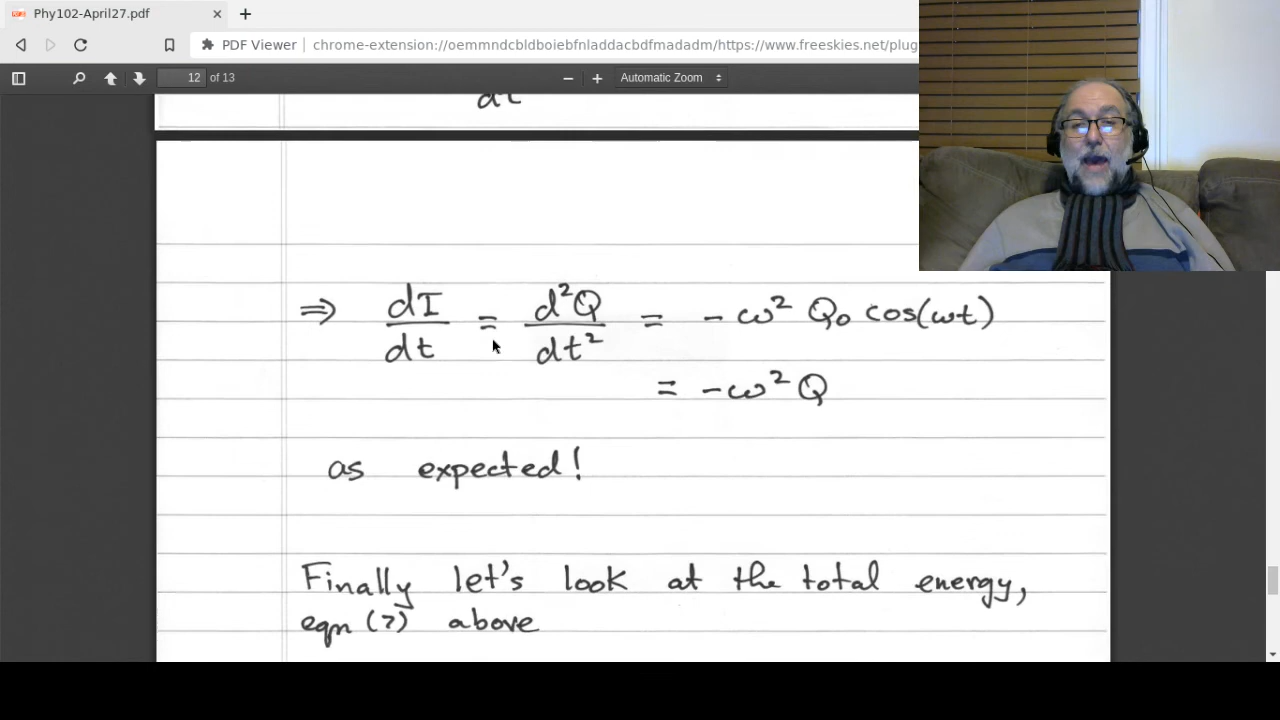 Phy102-April27.pdf
PDF Viewer
chrome-extension://oemmndcbldboiebfnladdacbdfmadadm/https://www.freeskies.net/plug
12 of 13
Automatic Zoom
dt
⇒ dI/dt = d²Q/dt² = -ω² Q₀ cos(ωt)
= -ω² Q
as expected!
Finally let's look at the total energy,
eqn (7) above